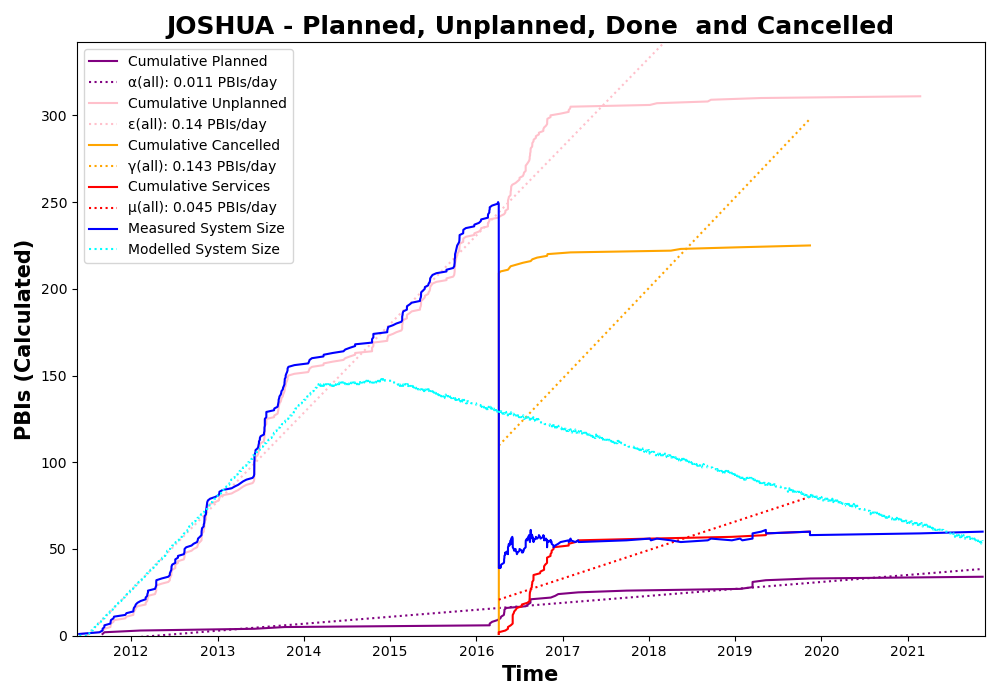 JOSHUA - Planned, Unplanned, Done  and Cancelled
Cumulative Planned
α(all): 0.011 PBIs/day
Cumulative Unplanned
ε(all): 0.14 PBIs/day
Cumulative Cancelled
γ(all): 0.143 PBIs/day
Cumulative Services
μ(all): 0.045 PBIs/day
Measured System Size
Modelled System Size
PBIs (Calculated)
300
250
200
150
100
50
0
2012 2013 2014 2015 2016 2017 2018 2019 2020 2021
Time